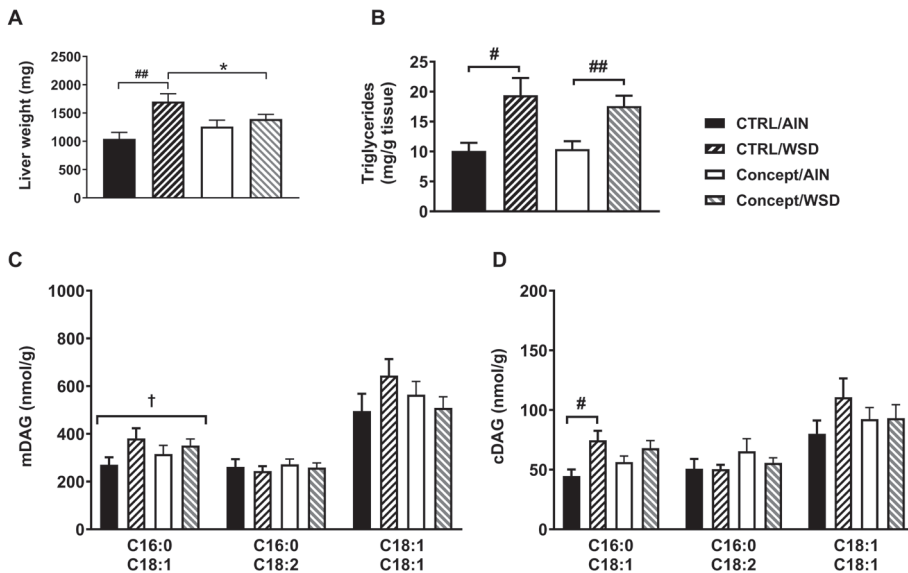 A
Liver weight (mg)
2500
2000
1500
1000
500
0
##
*
B
Triglycerides
(mg/g tissue)
25
20
15
10
5
0
#
##
CTRL/AIN
CTRL/WSD
Concept/AIN
Concept/WSD
C
mDAG (nmol/g)
1000
800
600
400
200
0
†
C16:0
C18:1
C16:0
C18:2
C18:1
C18:1
D
cDAG (nmol/g)
200
150
100
50
0
#
C16:0
C18:1
C16:0
C18:2
C18:1
C18:1